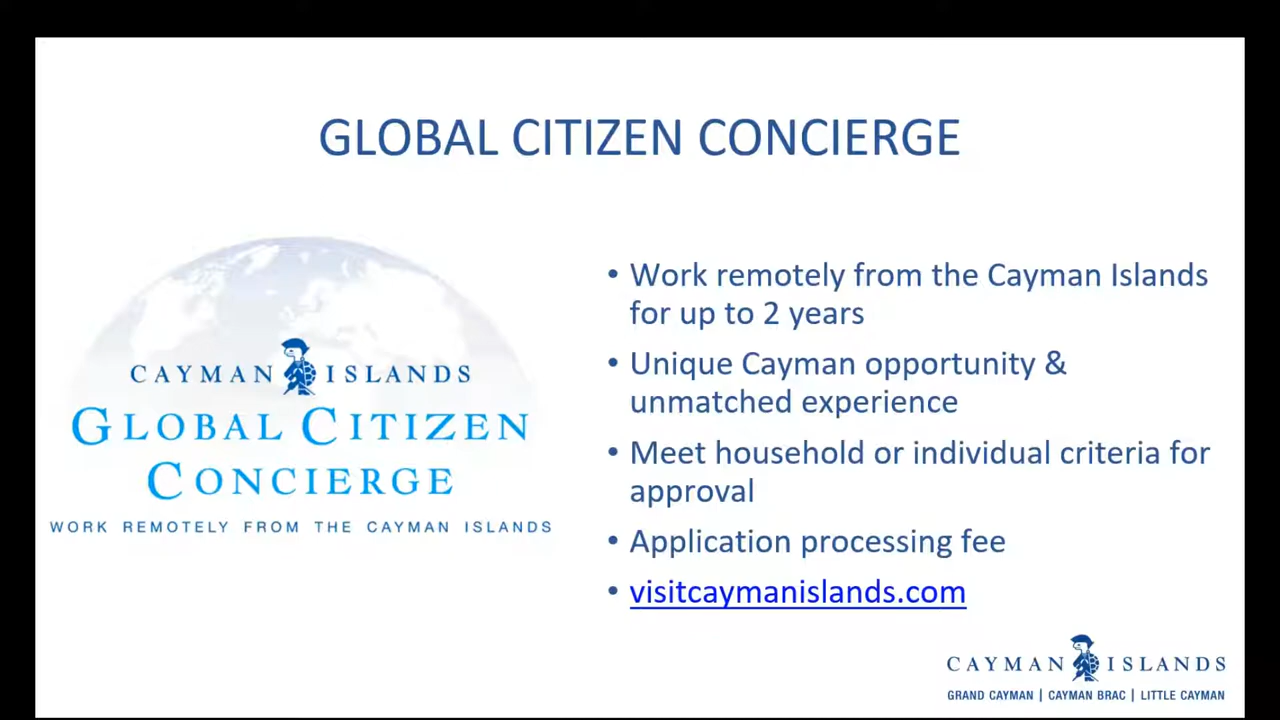 GLOBAL CITIZEN CONCIERGE
CAYMAN ISLANDS
GLOBAL CITIZEN
CONCIERGE
WORK REMOTELY FROM THE CAYMAN ISLANDS
• Work remotely from the Cayman Islands
for up to 2 years
• Unique Cayman opportunity &
unmatched experience
• Meet household or individual criteria for
approval
• Application processing fee
• visitcaymanislands.com
CAYMAN ISLANDS
GRAND CAYMAN | CAYMAN BRAC | LITTLE CAYMAN